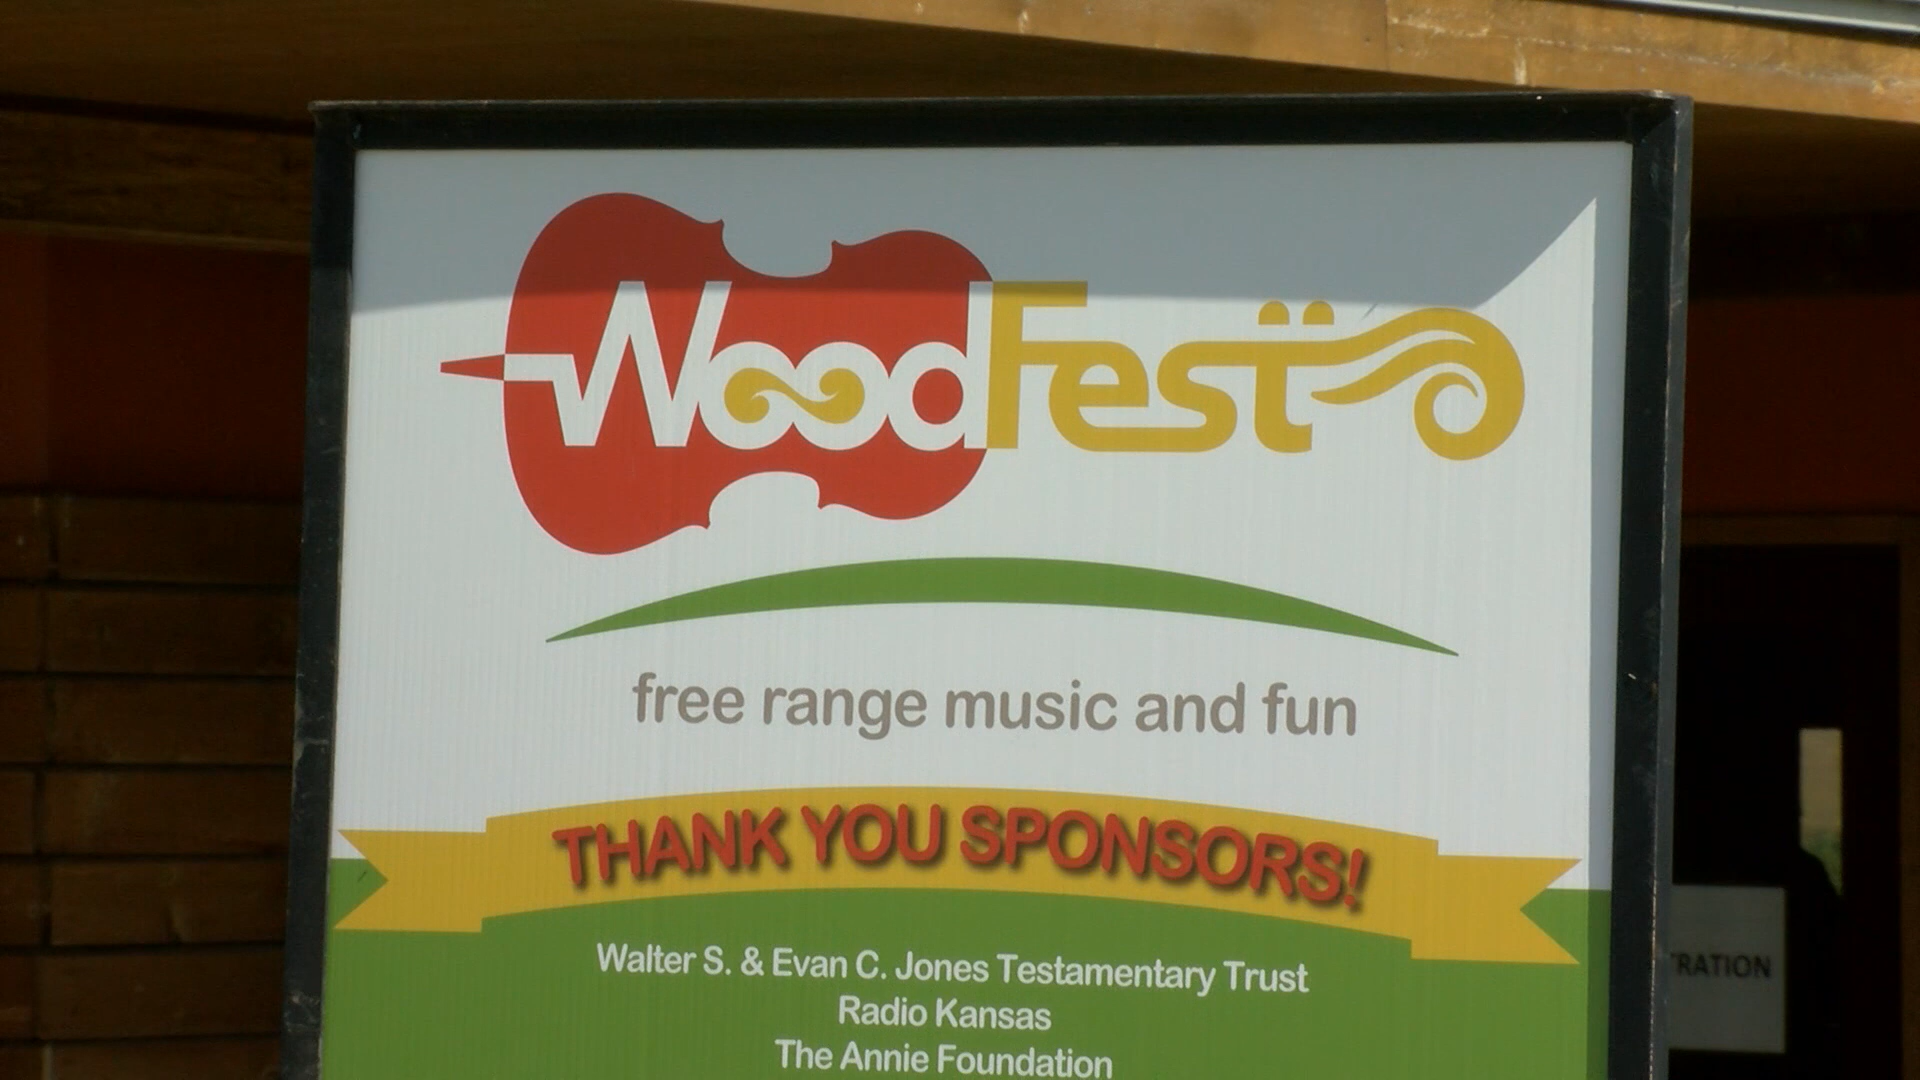 WoodFest
free range music and fun
THANK YOU SPONSORS!
Walter S. & Evan C. Jones Testamentary Trust
Radio Kansas
The Annie Foundation